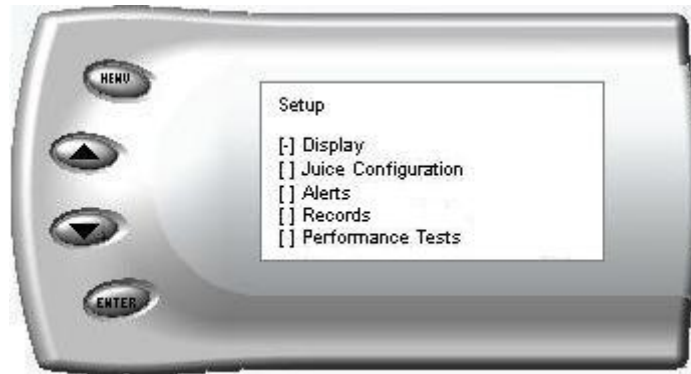 MENU
Setup
[-] Display
[ ] Juice Configuration
[ ] Alerts
[ ] Records
[ ] Performance Tests
ENTER